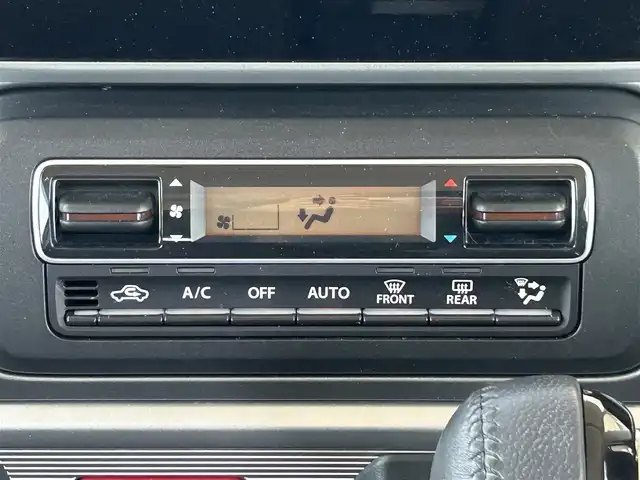 A/C OFF AUTO FRONT REAR